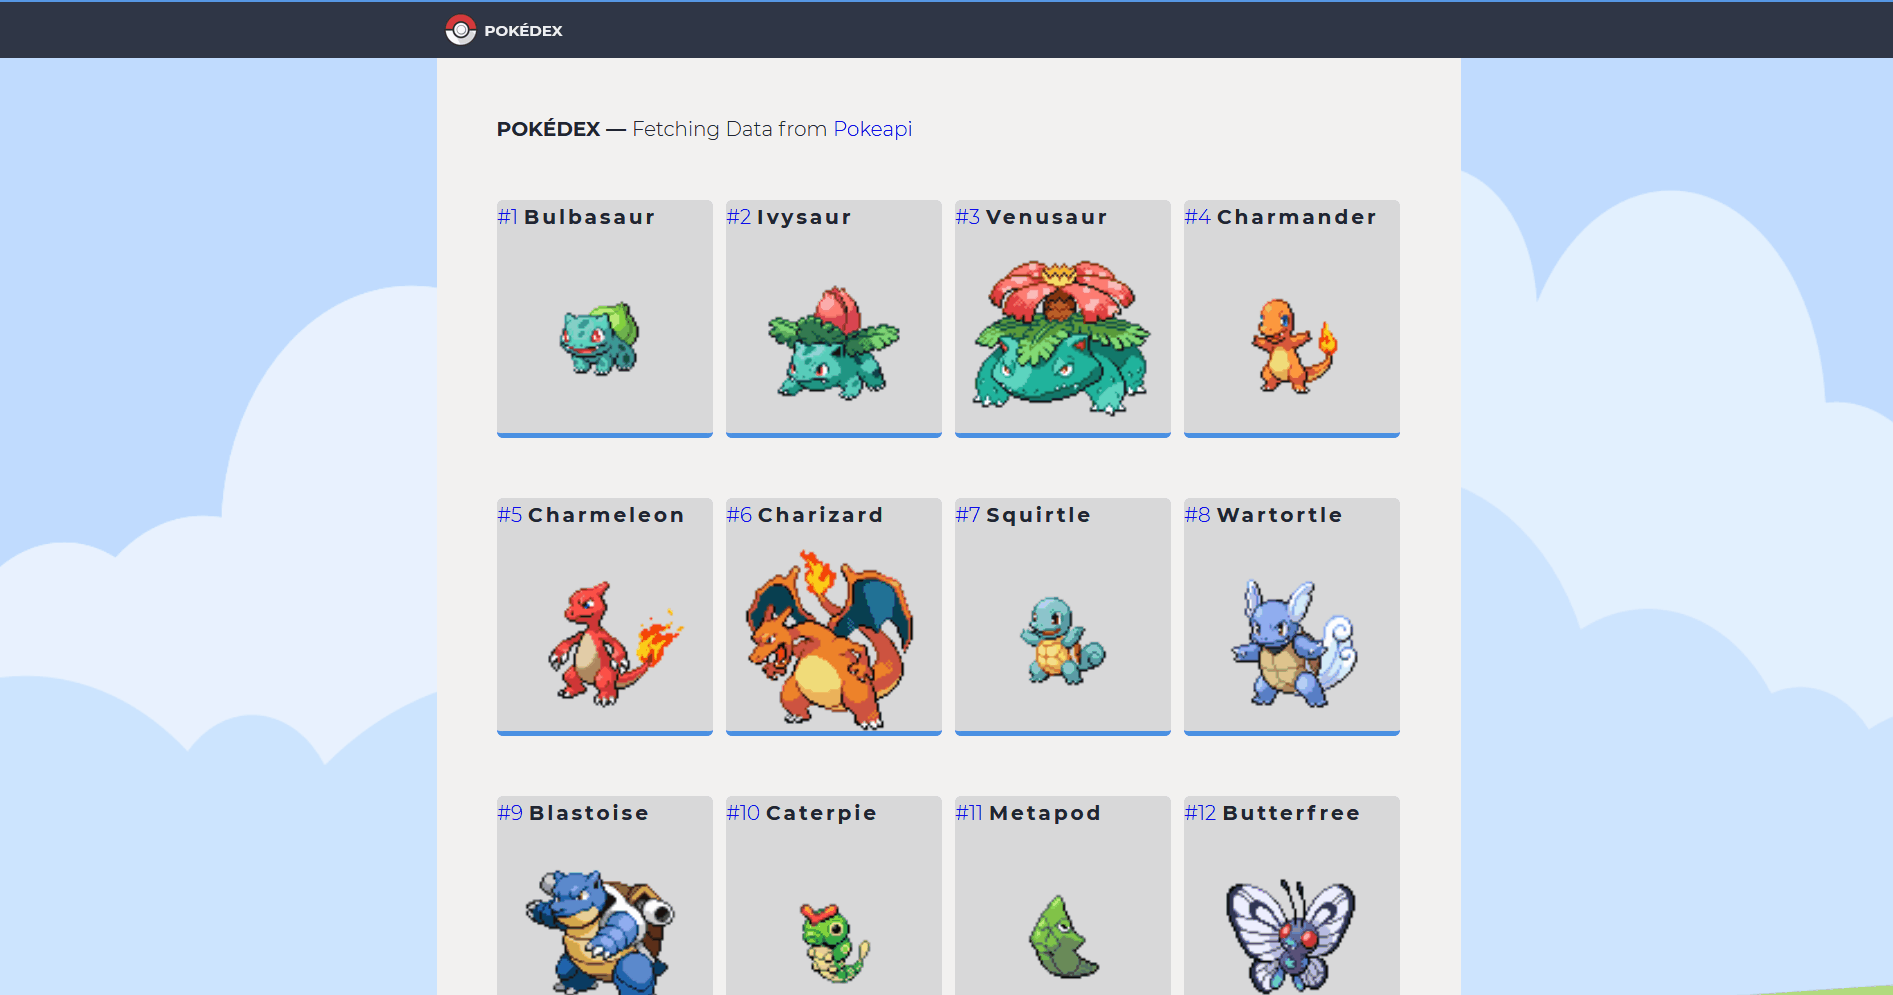 POKÉDEX
POKÉDEX — Fetching Data from Pokeapi
#1 Bulbasaur
#2 Ivysaur
#3 Venusaur
#4 Charmander
#5 Charmeleon
#6 Charizard
#7 Squirtle
#8 Wartortle
#9 Blastoise
#10 Caterpie
#11 Metapod
#12 Butterfree